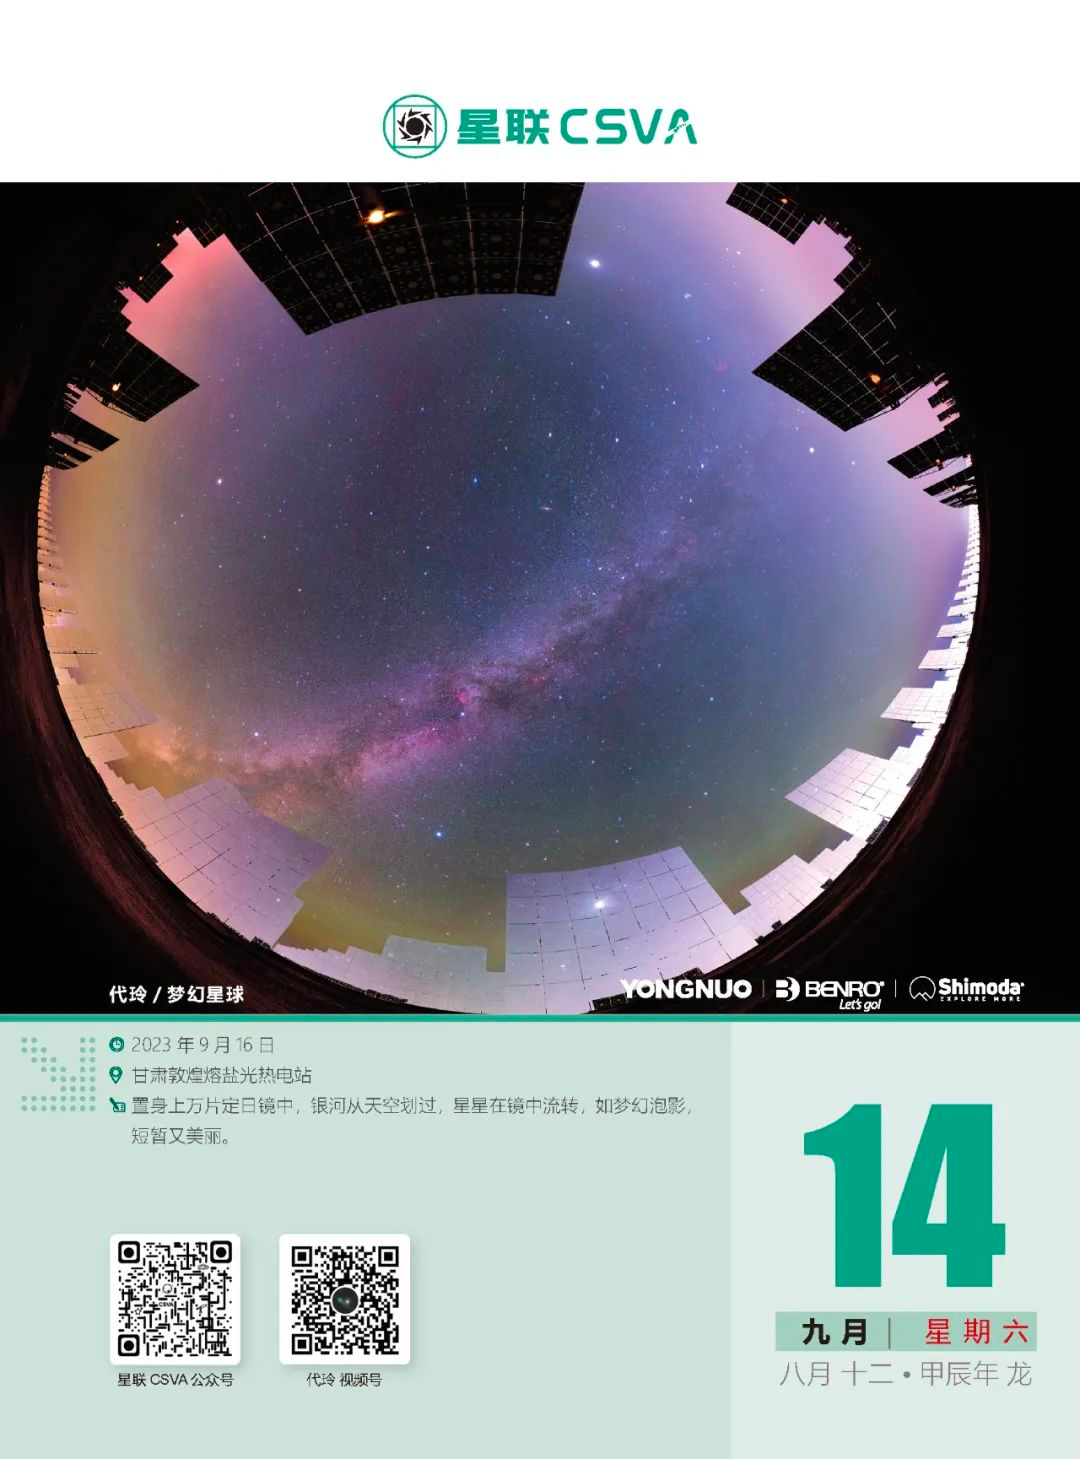 星联CSVA
代玲 / 梦幻星球
YONGNUO | BENRO Let's go! | Shimoda EXPLORE MORE
2023 年 9 月 16 日
甘肃敦煌熔盐光热电站
置身上万片定日镜中，银河从天空划过，星星在镜中流转，如梦幻泡影，
短暂又美丽。
14
九月 | 星期六
八月 十二 • 甲辰年 龙
CSVA
星联 CSVA 公众号
代玲 视频号